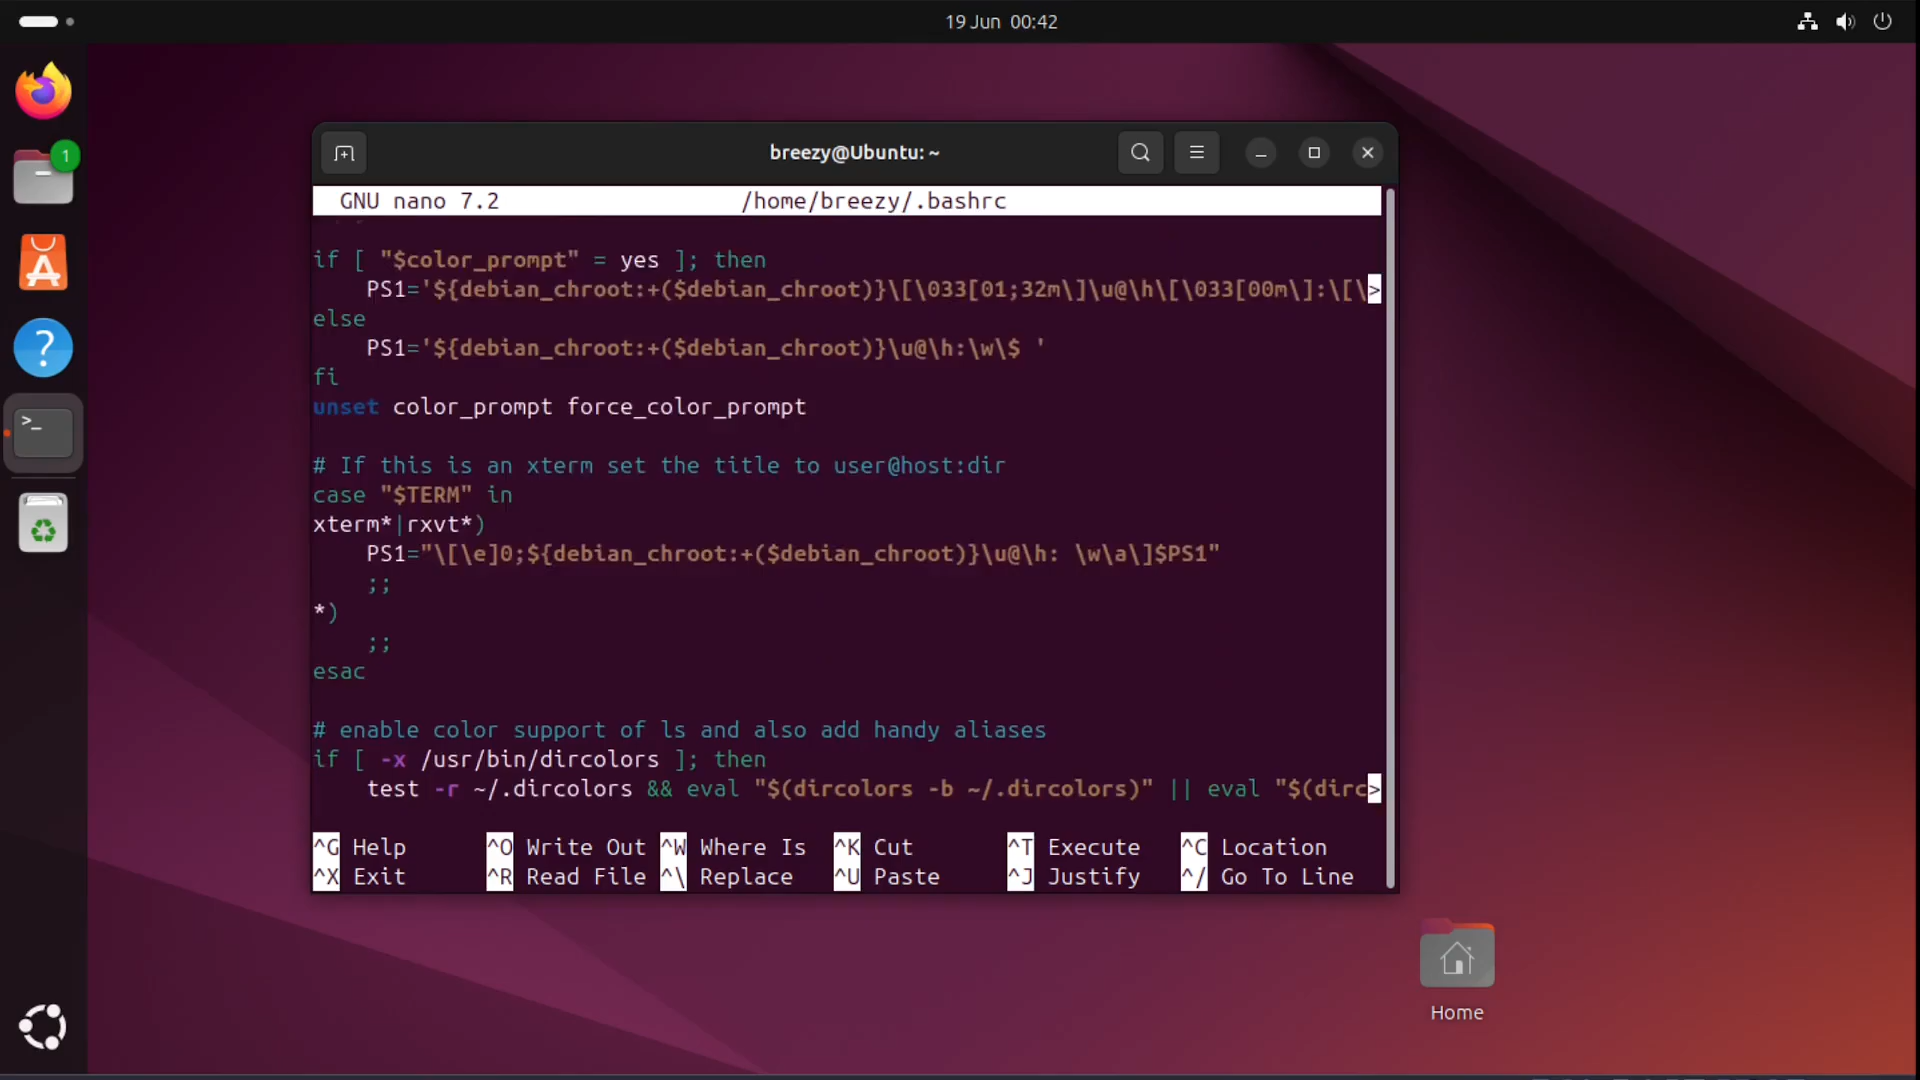 19 Jun 00:42
1
breezy@Ubuntu: ~
GNU nano 7.2 /home/breezy/.bashrc
if [ "$color_prompt" = yes ]; then
PS1='${debian_chroot:+($debian_chroot)}\[\033[01;32m\]\u@\h\[\033[00m\]:\[\>
else
PS1='${debian_chroot:+($debian_chroot)}\u@\h:\w\$ '
fi
unset color_prompt force_color_prompt
# If this is an xterm set the title to user@host:dir
case "$TERM" in
xterm*|rxvt*)
PS1="\[\e]0;${debian_chroot:+($debian_chroot)}\u@\h: \w\a\]$PS1"
;;
*)
;;
esac
# enable color support of ls and also add handy aliases
if [ -x /usr/bin/dircolors ]; then
test -r ~/.dircolors && eval "$(dircolors -b ~/.dircolors)" || eval "$(dirc>
^G Help ^O Write Out ^W Where Is ^K Cut ^T Execute ^C Location
^X Exit ^R Read File ^\ Replace ^U Paste ^J Justify ^/ Go To Line
Home